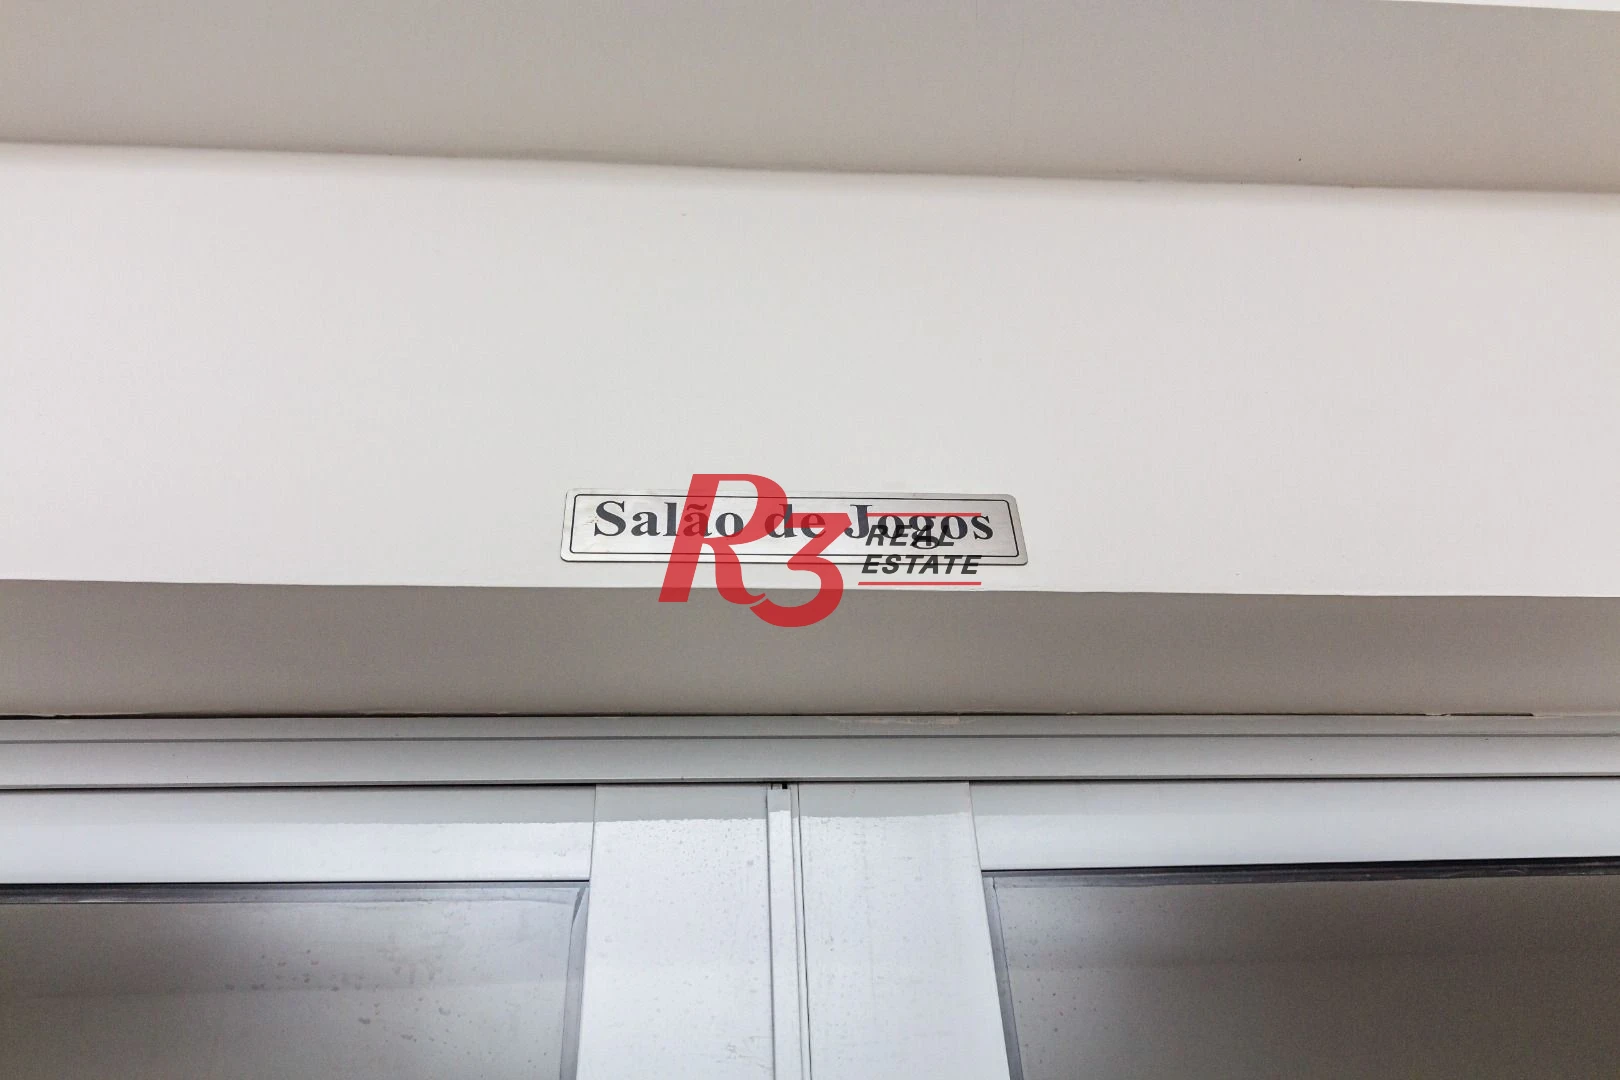 Salão de Jogos
R3 REAL
ESTATE